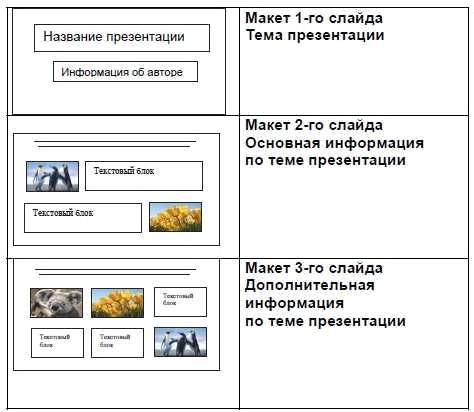 Название презентации
Информация об авторе
Макет 1-го слайда
Тема презентации
Текстовый блок
Текстовый блок
Макет 2-го слайда
Основная информация
по теме презентации
Текстовый
блок
Текстовый
блок
Текстовый
блок
Макет 3-го слайда
Дополнительная
информация
по теме презентации